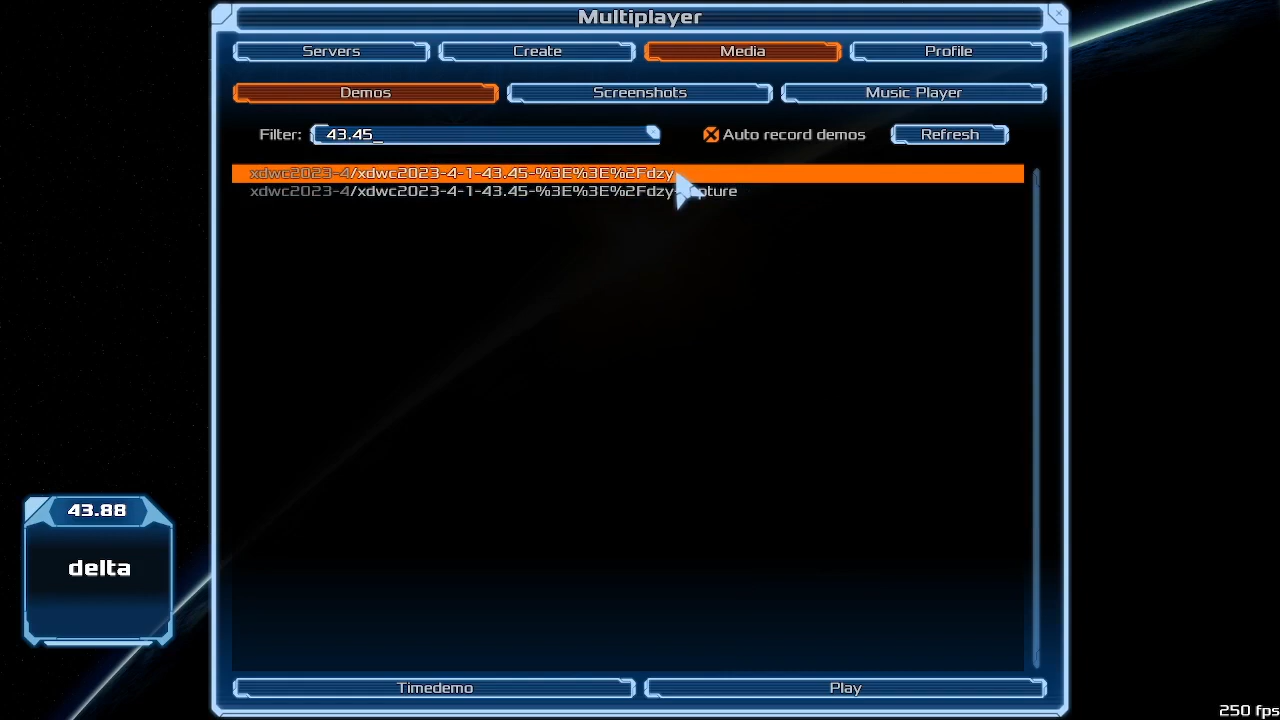 Multiplayer
Servers Create Media Profile
Demos Screenshots Music Player
Filter: 43.45_ Auto record demos Refresh
xdwc2023-4/xdwc2023-4-1-43.45-%3E%3E%2Fdzy
xdwc2023-4/xdwc2023-4-1-43.45-%3E%3E%2Fdzy
43.88
delta
Timedemo Play
250 fps